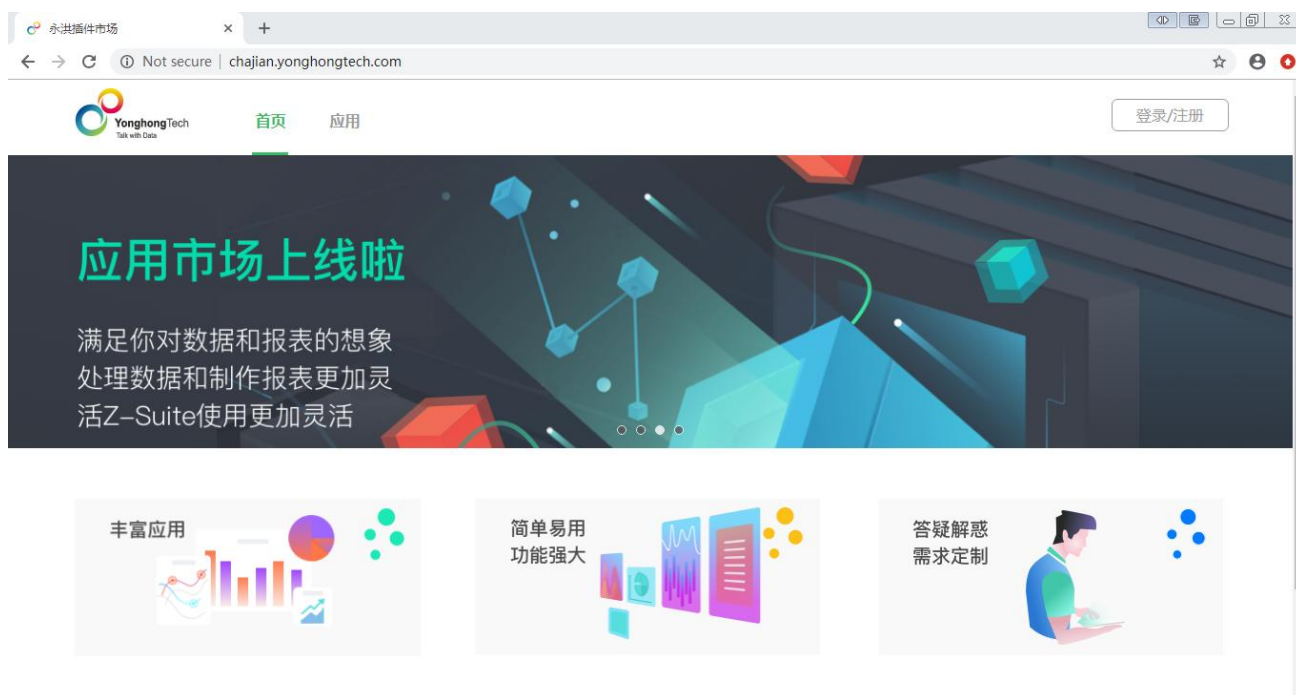 永洪插件市场
Not secure | chajian.yonghongtech.com
YonghongTech
Talk with Data
首页
应用
登录/注册
应用市场上线啦
满足你对数据和报表的想象
处理数据和制作报表更加灵
活Z-Suite使用更加灵活
丰富应用
简单易用
功能强大
答疑解惑
需求定制